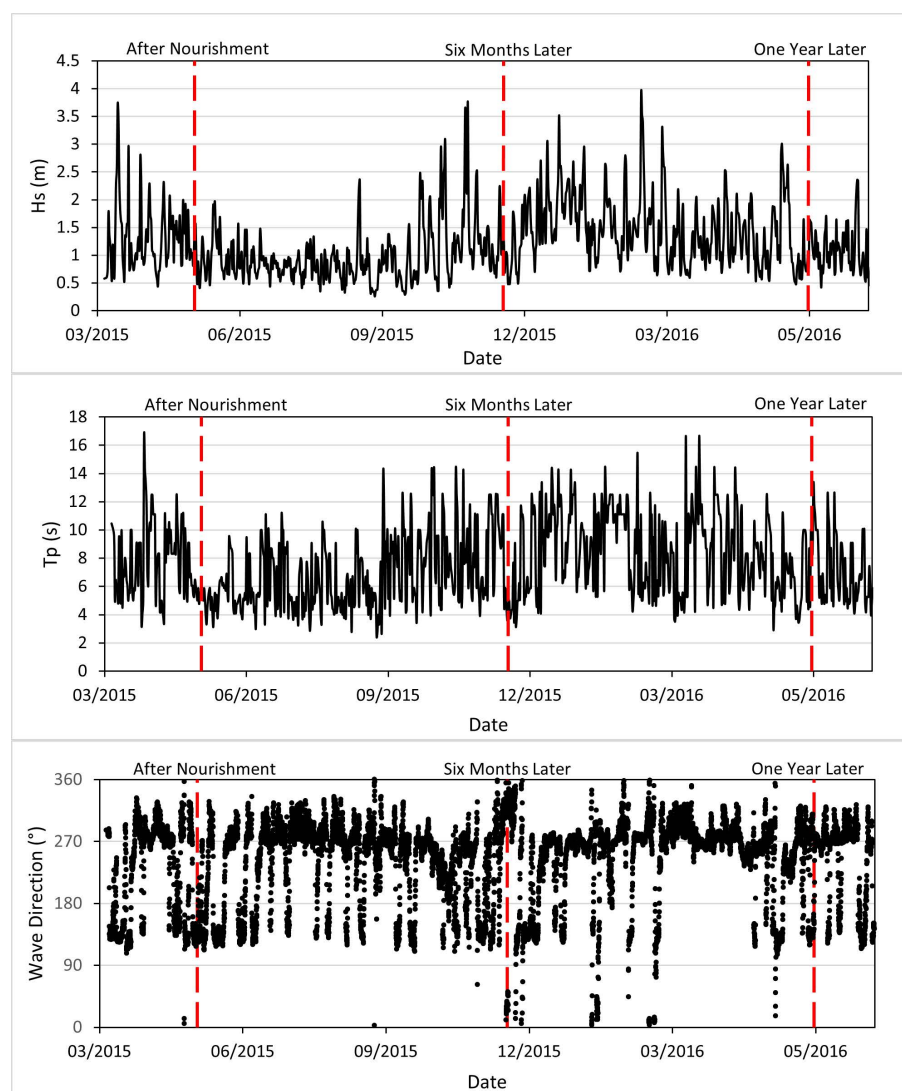 After Nourishment Six Months Later One Year Later
4.5
4
3.5
3
2.5
2
1.5
1
0.5
0
Hs (m)
03/2015 06/2015 09/2015 12/2015 03/2016 05/2016
Date
After Nourishment Six Months Later One Year Later
18
16
14
12
10
8
6
4
2
0
Tp (s)
03/2015 06/2015 09/2015 12/2015 03/2016 05/2016
Date
After Nourishment Six Months Later One Year Later
360
270
180
90
0
Wave Direction (°)
03/2015 06/2015 09/2015 12/2015 03/2016 05/2016
Date